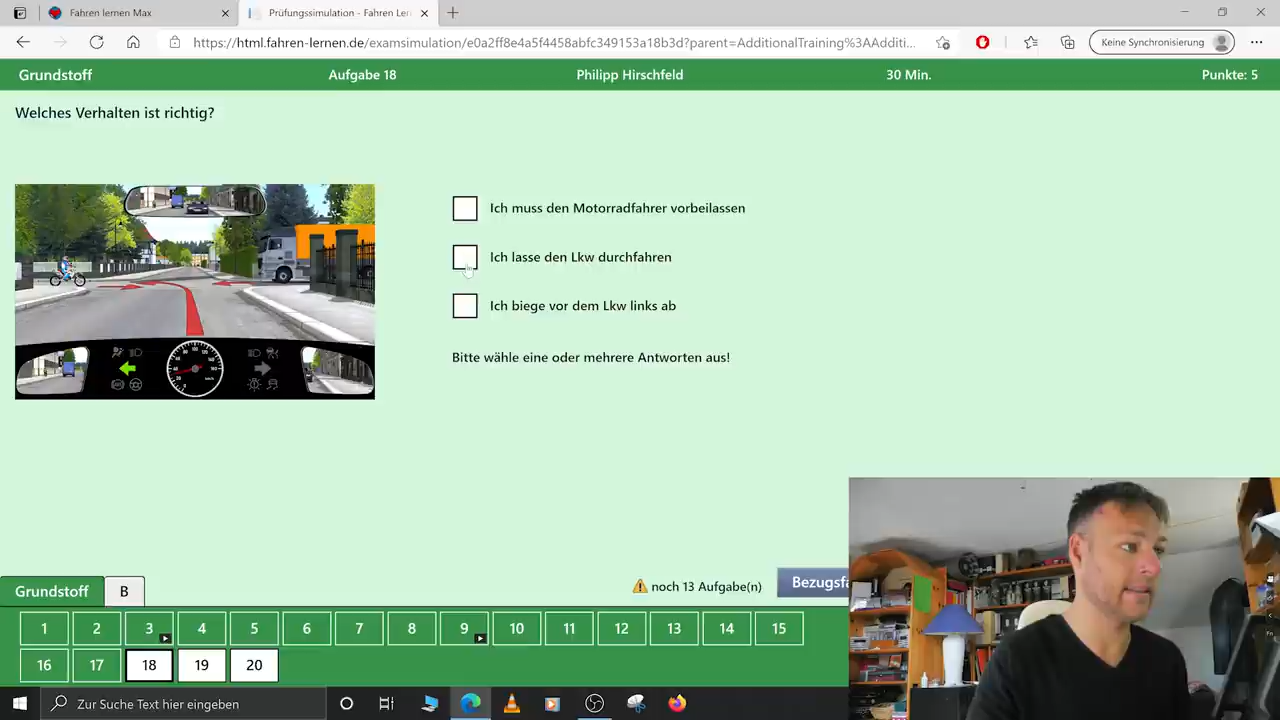 Fahren lernen Max
Prüfungssimulation - Fahren Ler
https://html.fahren-lernen.de/examsimulation/e0a2ff8e4a5f4458abfc349153a18b3d?parent=AdditionalTraining%3AAdditi...
Keine Synchronisierung
Grundstoff
Aufgabe 18
Philipp Hirschfeld
30 Min.
Punkte: 5
Welches Verhalten ist richtig?
Ich muss den Motorradfahrer vorbeilassen
Ich lasse den Lkw durchfahren
Ich biege vor dem Lkw links ab
Bitte wähle eine oder mehrere Antworten aus!
Grundstoff
B
noch 13 Aufgabe(n)
Bezugsfa
1 2 3 4 5 6 7 8 9 10 11 12 13 14 15
16 17 18 19 20
Zur Suche Text hier eingeben